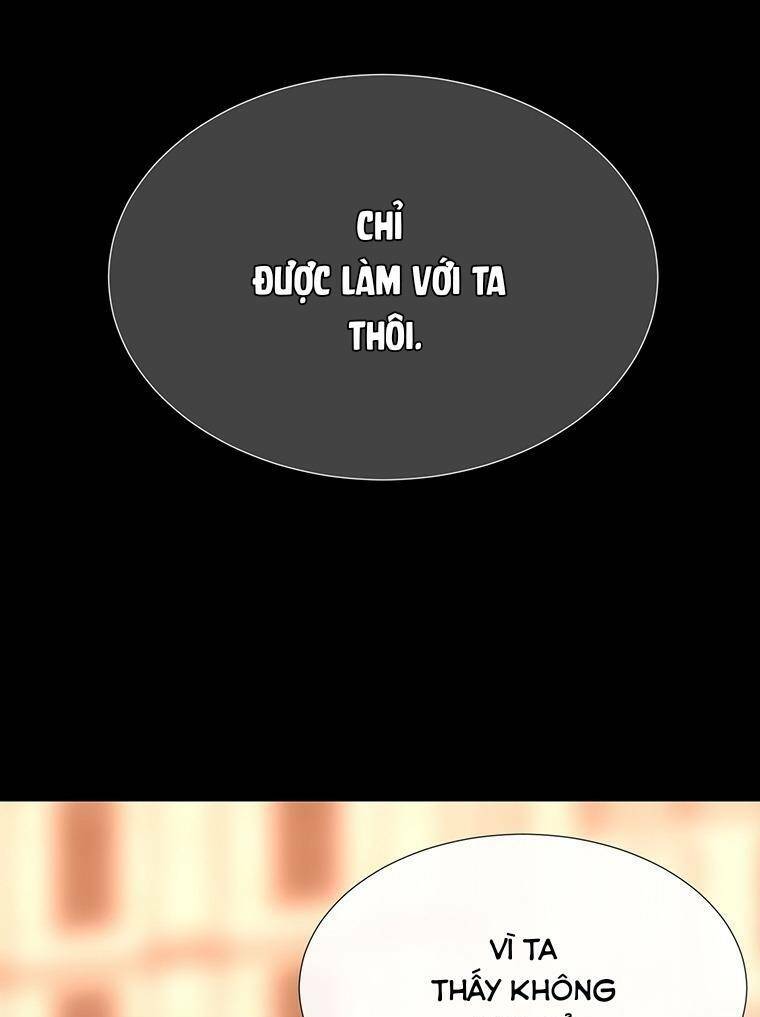 CHỈ
ĐƯỢC LÀM VỚI TA
THÔI.
VÌ TA
THẤY KHÔNG